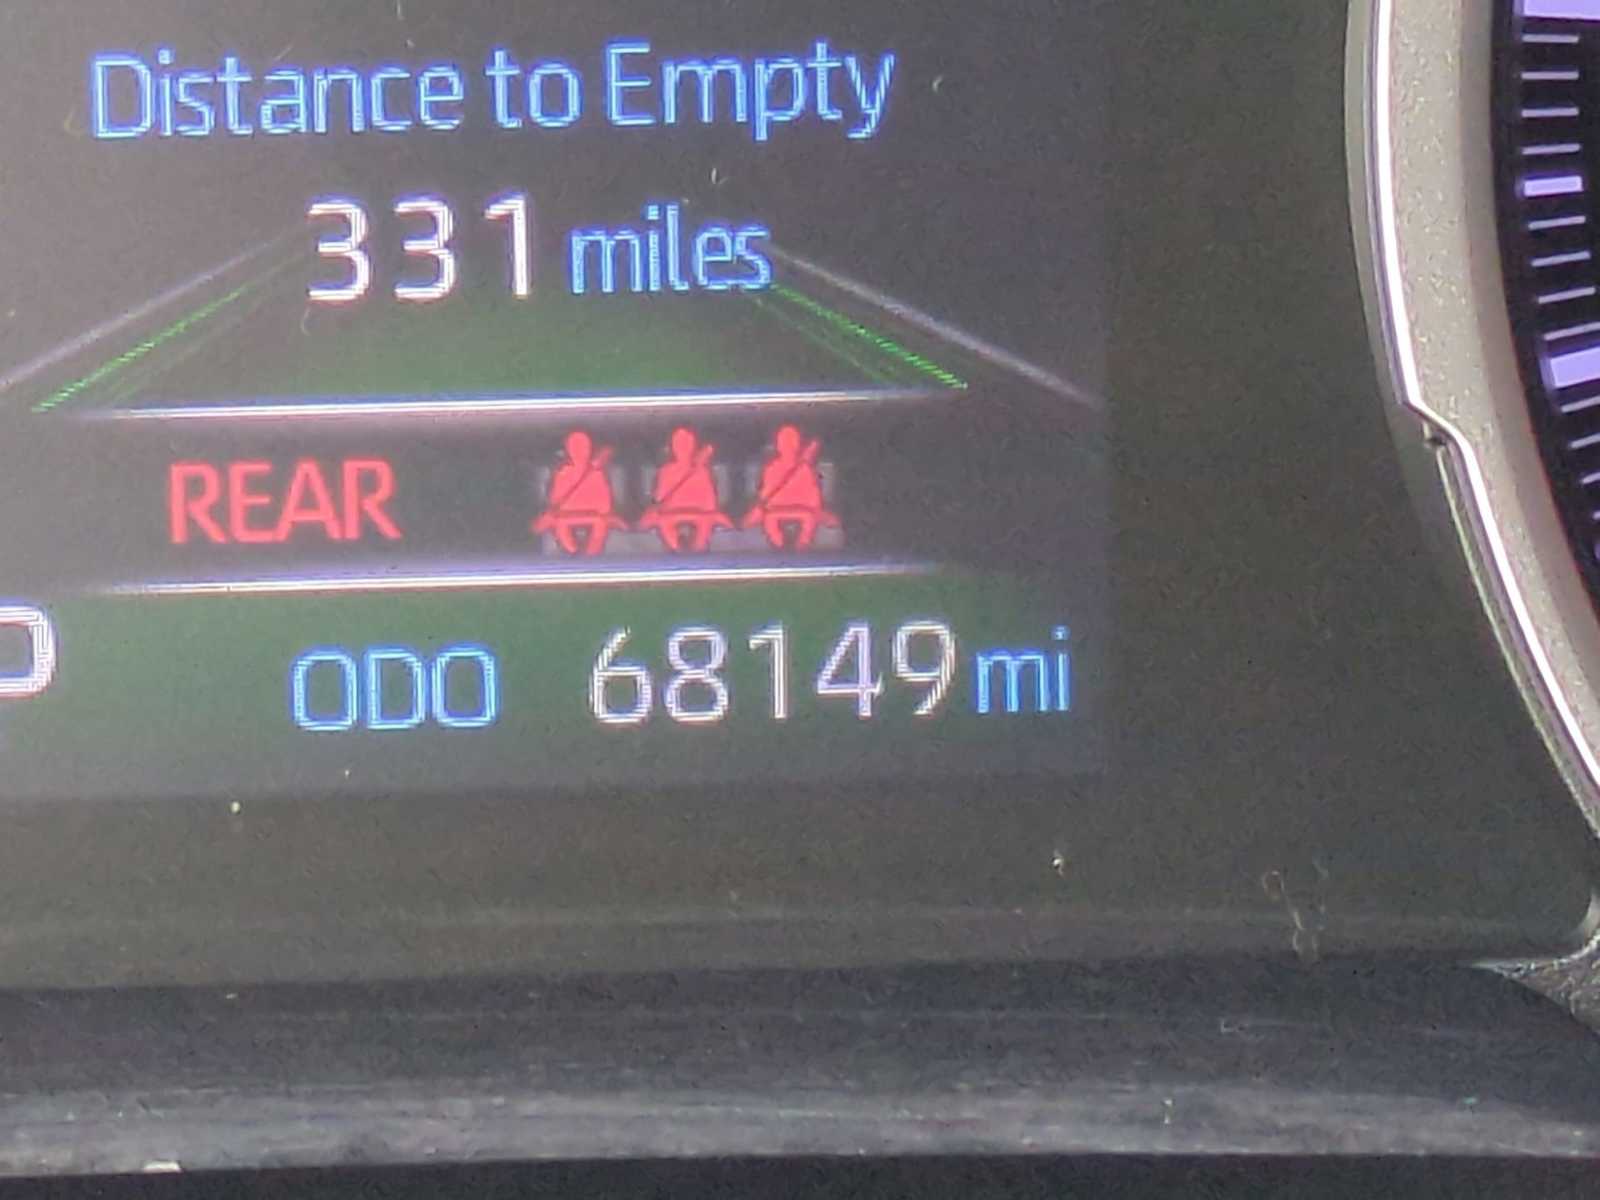 Distance to Empty
331 miles
REAR
ODO 68149 mi